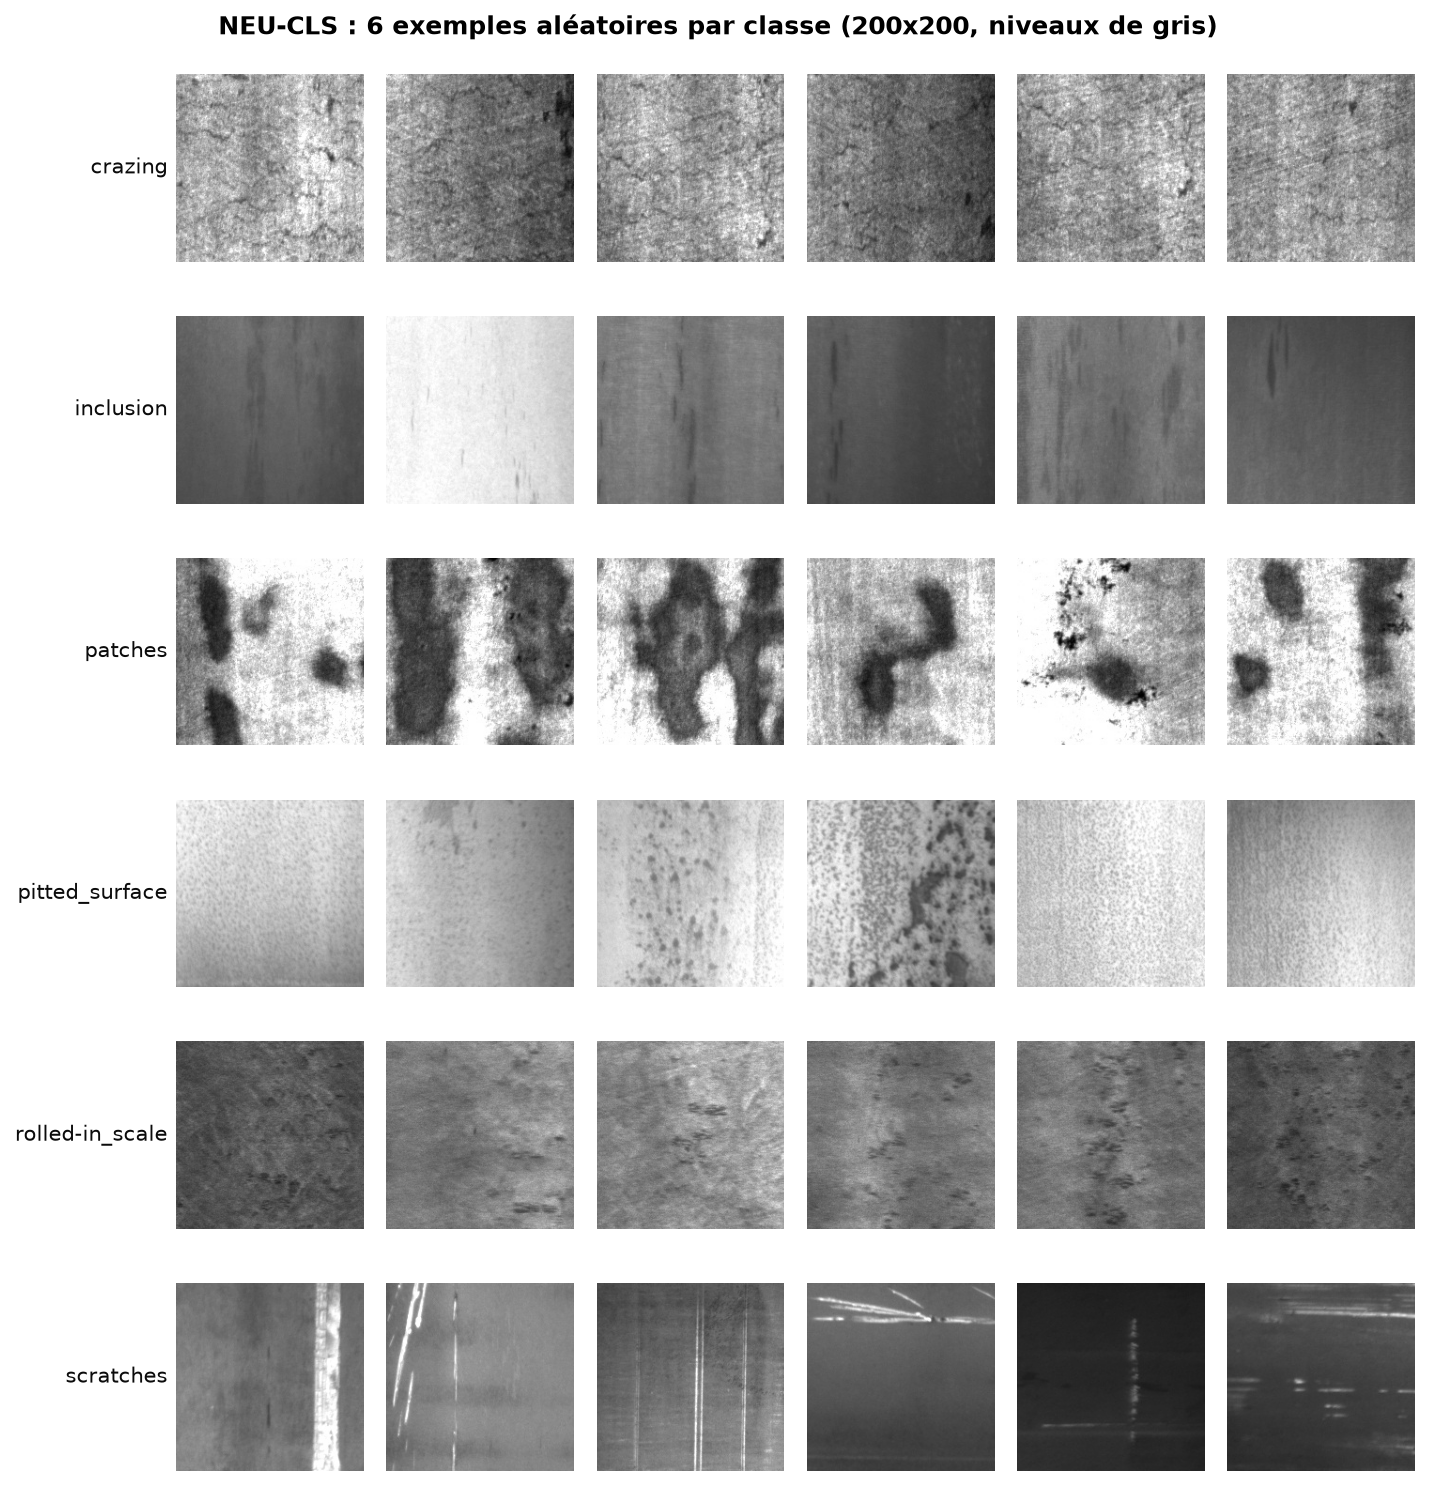 NEU-CLS : 6 exemples aléatoires par classe (200x200, niveaux de gris)
crazing
inclusion
patches
pitted_surface
rolled-in_scale
scratches